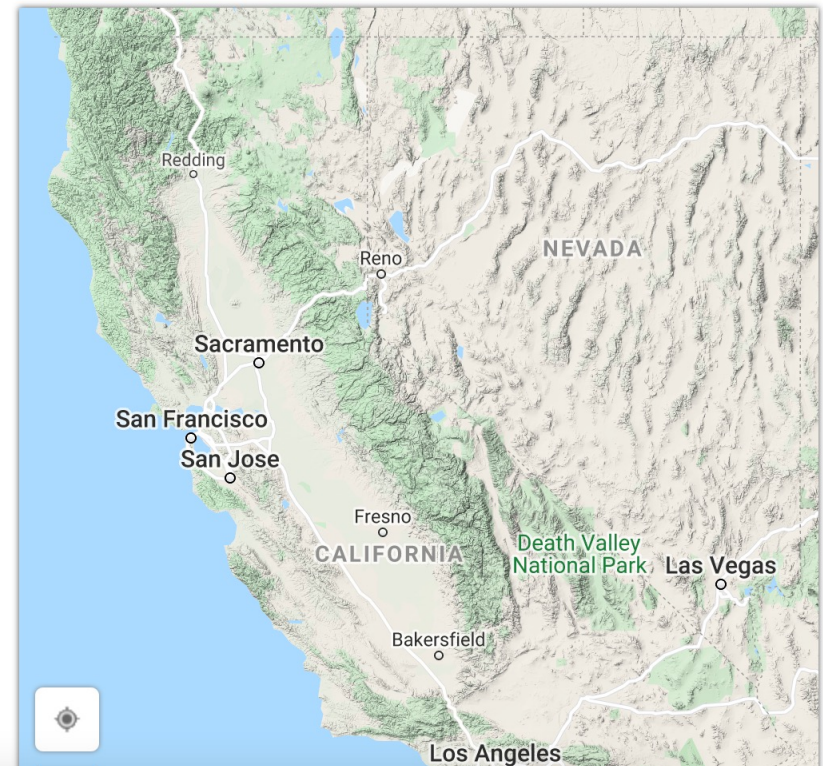 Redding
Reno
NEVADA
Sacramento
San Francisco
San Jose
Fresno
CALIFORNIA
Death Valley
National Park
Las Vegas
Bakersfield
Los Angeles